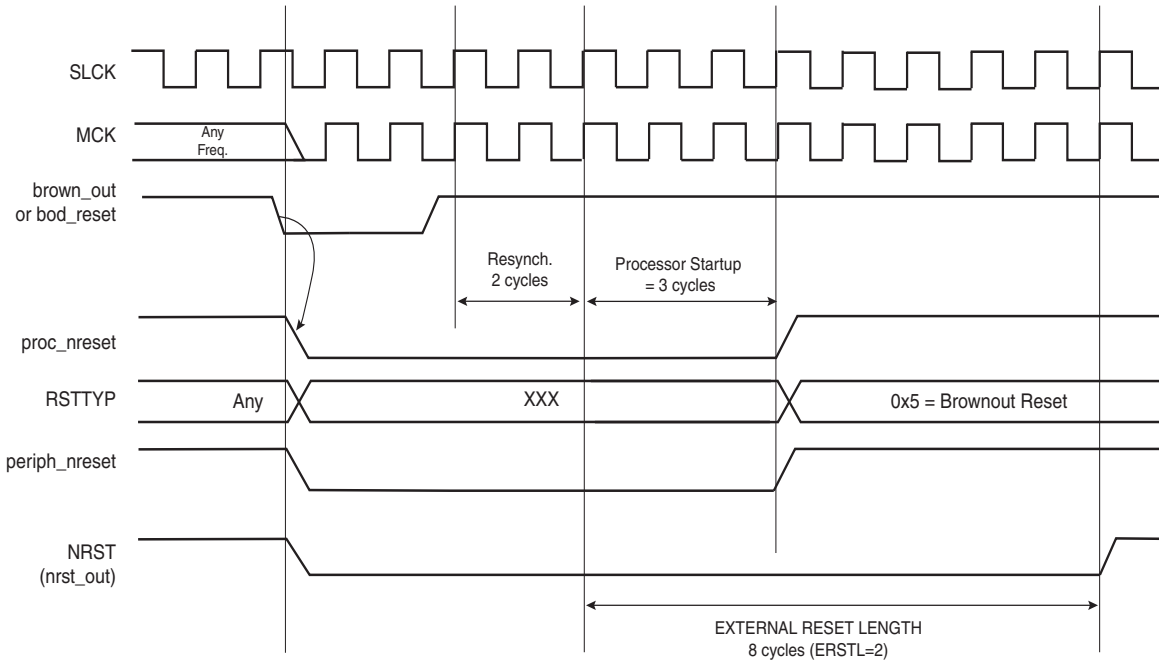 SLCK
MCK
Any
Freq.
brown_out
or bod_reset
Resynch.
2 cycles
Processor Startup
= 3 cycles
proc_nreset
RSTTYP
Any
XXX
0x5 = Brownout Reset
periph_nreset
NRST
(nrst_out)
EXTERNAL RESET LENGTH
8 cycles (ERSTL=2)